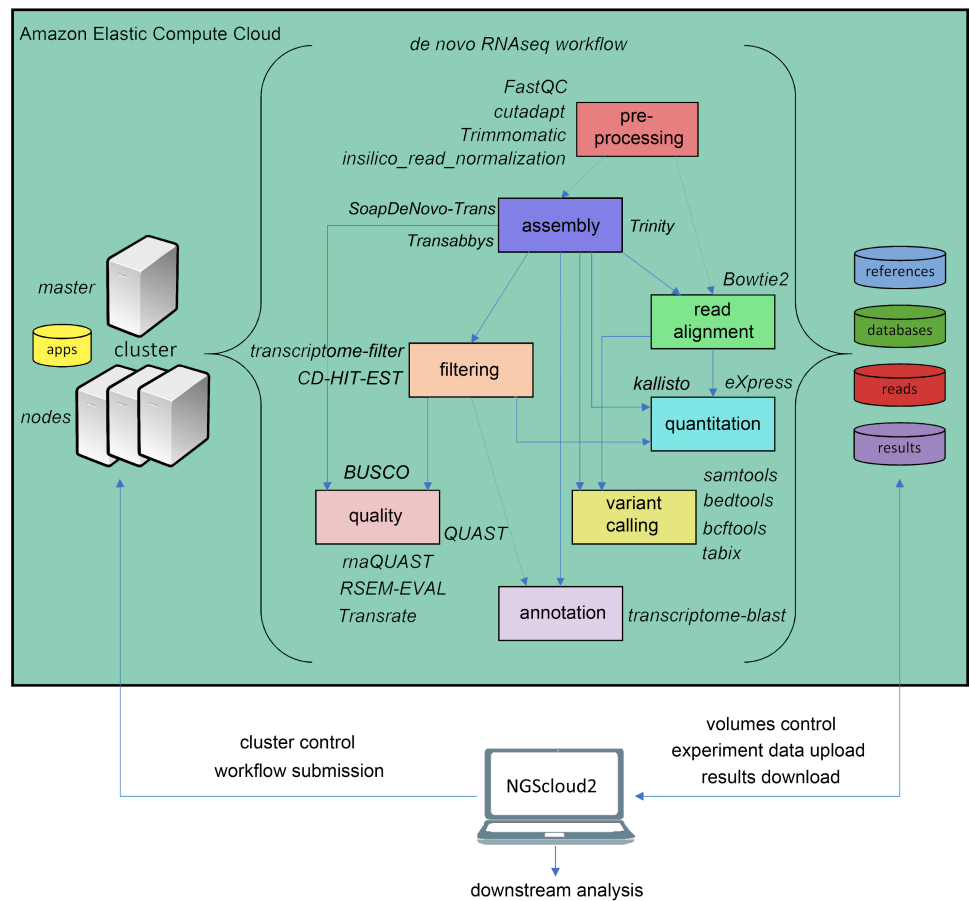 Amazon Elastic Compute Cloud
de novo RNAseq workflow
FastQC
cutadapt
Trimmomatic
insilico_read_normalization
pre-
processing
SoapDeNovo-Trans
Transabbys
assembly
Trinity
master
apps
cluster
nodes
Bowtie2
read
alignment
transcriptome-filter
CD-HIT-EST
filtering
kallisto
eXpress
quantitation
references
databases
reads
results
BUSCO
quality
QUAST
rnaQUAST
RSEM-EVAL
Transrate
variant
calling
samtools
bedtools
bcftools
tabix
annotation
transcriptome-blast
cluster control
workflow submission
volumes control
experiment data upload
results download
NGScloud2
downstream analysis